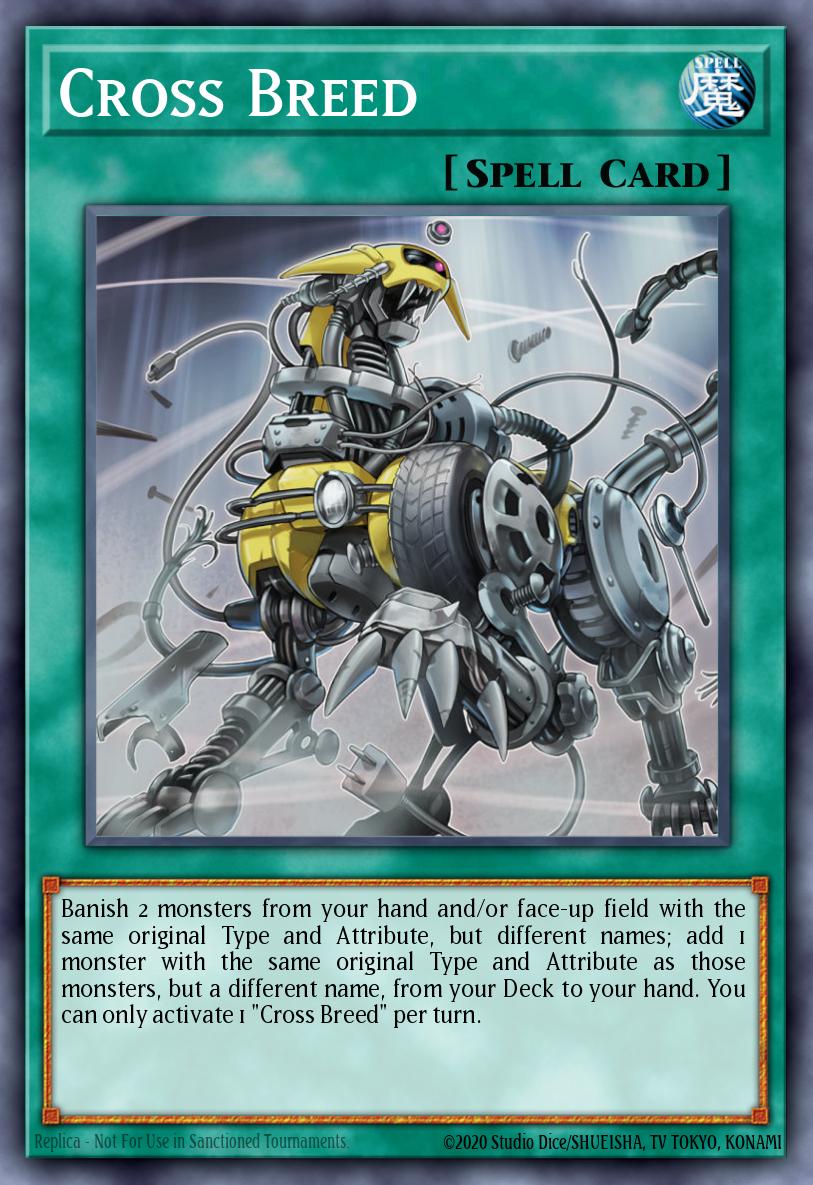 Cross Breed
SPELL
魔
[ Spell Card ]
Banish 2 monsters from your hand and/or face-up field with the
same original Type and Attribute, but different names; add 1
monster with the same original Type and Attribute as those
monsters, but a different name, from your Deck to your hand. You
can only activate 1 "Cross Breed" per turn.
Replica - Not For Use in Sanctioned Tournaments.
©2020 Studio Dice/SHUEISHA, TV TOKYO, KONAMI